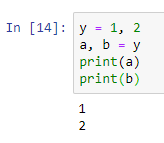 In [14]: y = 1, 2
a, b = y
print(a)
print(b)
1
2